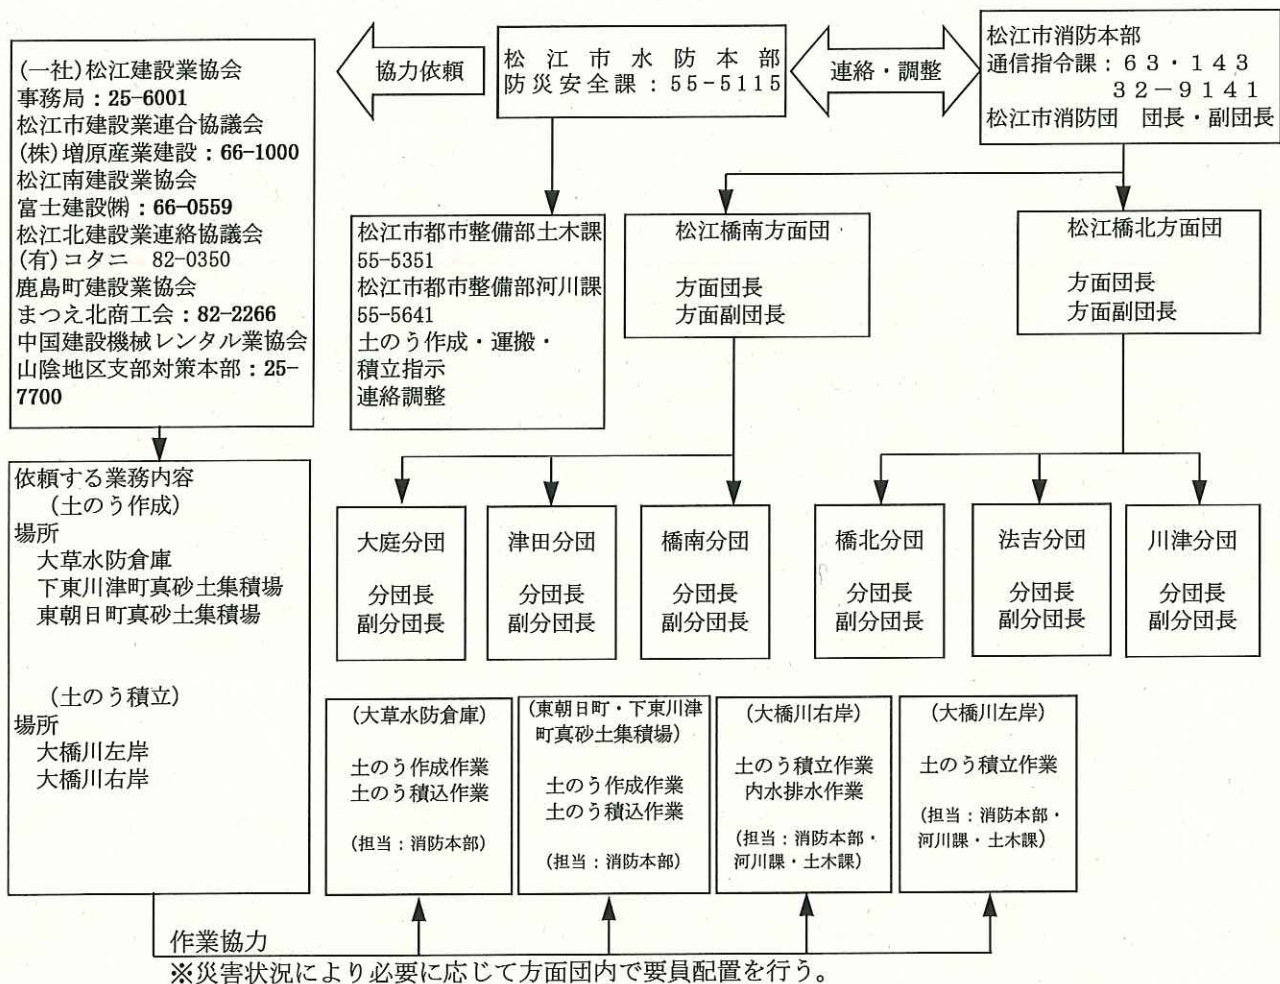 (一社)松江建設業協会
事務局：25-6001
松江市建設業連合協議会
(株)増原産業建設：66-1000
松江南建設業協会
富士建設㈱：66-0559
松江北建設業連絡協議会
(有)コタニ　82-0350
鹿島町建設業協会
まつえ北商工会：82-2266
中国建設機械レンタル業協会
山陰地区支部対策本部：25-
7700
協力依頼
松江市水防本部
防災安全課：55-5115
連絡・調整
松江市消防本部
通信指令課：63・143
32－9141
松江市消防団　団長・副団長
松江市都市整備部土木課
55-5351
松江市都市整備部河川課
55-5641
土のう作成・運搬・
積立指示
連絡調整
松江橋南方面団
方面団長
方面副団長
松江橋北方面団
方面団長
方面副団長
依頼する業務内容
(土のう作成)
場所
大草水防倉庫
下東川津町真砂土集積場
東朝日町真砂土集積場
(土のう積立)
場所
大橋川左岸
大橋川右岸
大庭分団
分団長
副分団長
津田分団
分団長
副分団長
橋南分団
分団長
副分団長
橋北分団
分団長
副分団長
法吉分団
分団長
副分団長
川津分団
分団長
副分団長
(大草水防倉庫)
土のう作成作業
土のう積込作業
(担当：消防本部)
(東朝日町・下東川津
町真砂土集積場)
土のう作成作業
土のう積込作業
(担当：消防本部)
(大橋川右岸)
土のう積立作業
内水排水作業
(担当：消防本部・
河川課・土木課)
(大橋川左岸)
土のう積立作業
(担当：消防本部・
河川課・土木課)
作業協力
※災害状況により必要に応じて方面団内で要員配置を行う。